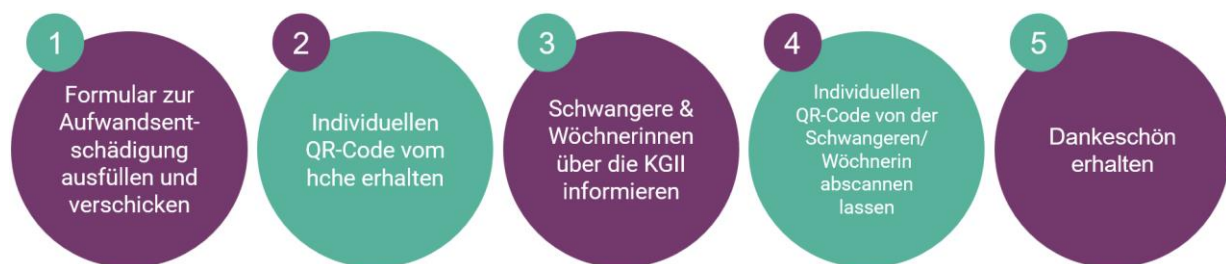 1
Formular zur
Aufwandsent-
schädigung
ausfüllen und
verschicken
2
Individuellen
QR-Code vom
hche erhalten
3
Schwangere &
Wöchnerinnen
über die KGII
informieren
4
Individuellen
QR-Code von der
Schwangeren/
Wöchnerin
abscannen
lassen
5
Dankeschön
erhalten